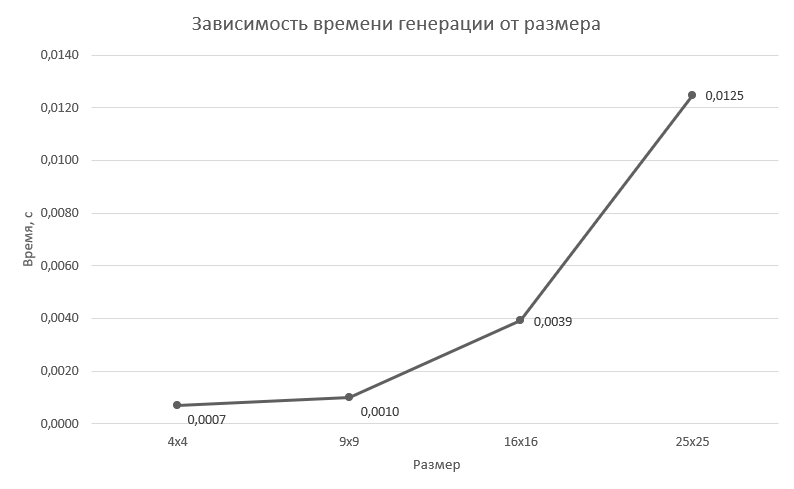 Зависимость времени генерации от размера
0,0140
0,0120
0,0125
0,0100
0,0080
Время, с
0,0060
0,0040
0,0039
0,0020
0,0010
0,0007
0,0000
4x4
9x9
16x16
25x25
Размер